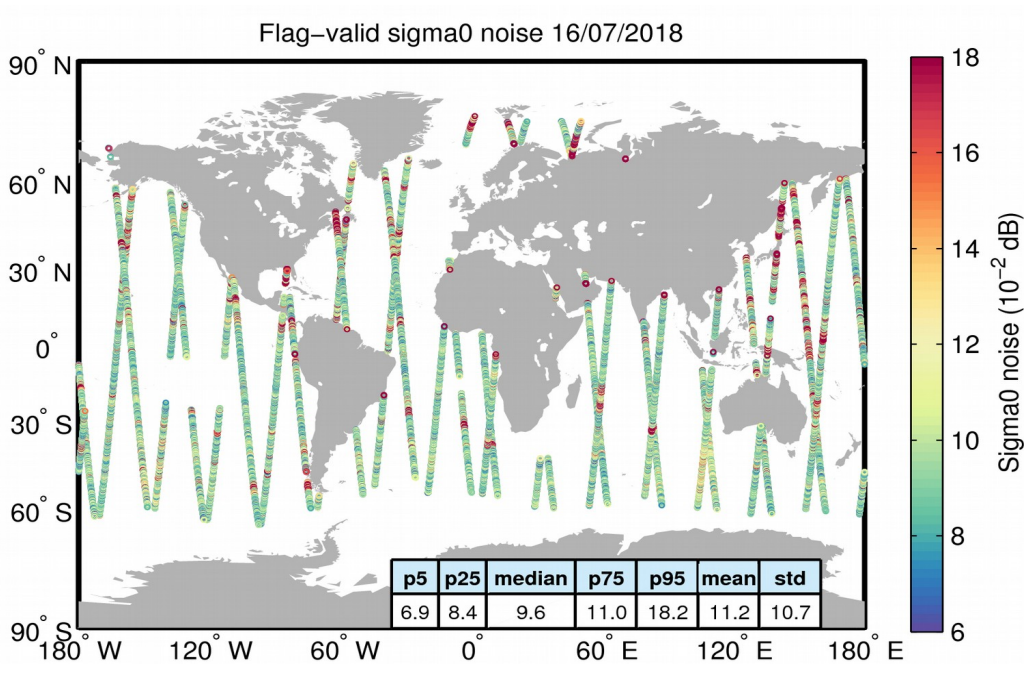 Flag−valid sigma0 noise 16/07/2018
90° N
60° N
30° N
0°
30° S
60° S
90° S
180° W 120° W 60° W 0° 60° E 120° E 180° E
p5 p25 median p75 p95 mean std
6.9 8.4 9.6 11.0 18.2 11.2 10.7
18
16
14
12
10
8
6
Sigma0 noise (10⁻² dB)